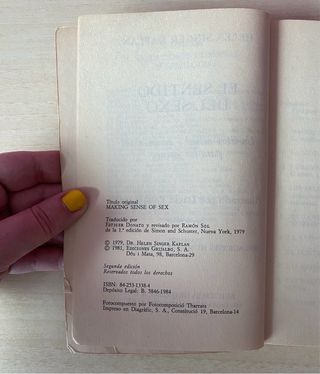 Título original
MAKING SENSE OF SEX
Traducido por
ESTHER DONATO y revisado por RAMÓN SOL
de la 1.ª edición de Simon and Schuster, Nueva York, 1979
© 1979, DR. HELEN SINGER KAPLAN
© 1981, EDICIONES GRIJALBO, S. A.
Déu i Mata, 98, Barcelona-29
Segunda edición
Reservados todos los derechos
ISBN: 84-253-1338-4
Depósito Legal: B. 3846-1984
Fotocompuesto por Fotocomposició Tharrats
Impreso en Diagràfic, S. A., Constitució 19, Barcelona-14